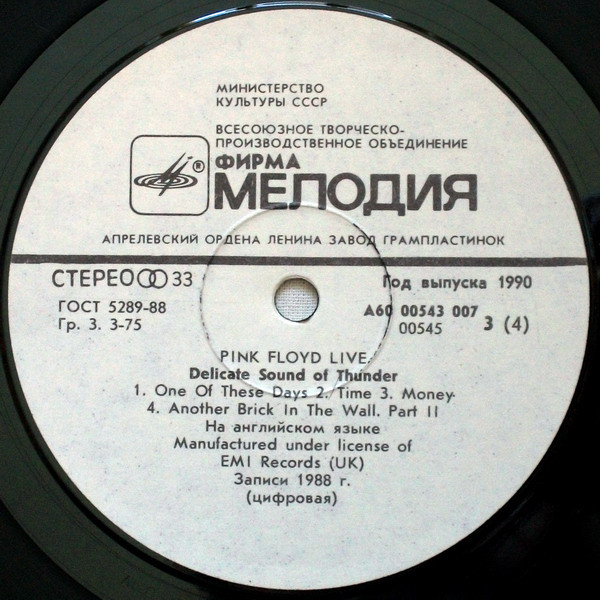 МИНИСТЕРСТВО
КУЛЬТУРЫ СССР
ВСЕСОЮЗНОЕ ТВОРЧЕСКО-
ПРОИЗВОДСТВЕННОЕ ОБЪЕДИНЕНИЕ
® ФИРМА
МЕЛОДИЯ
АПРЕЛЕВСКИЙ ОРДЕНА ЛЕНИНА ЗАВОД ГРАМПЛАСТИНОК
СТЕРЕО 33
Год выпуска 1990
ГОСТ 5289-88
Гр. 3. 3-75
А60 00543 007
00545 3 (4)
PINK FLOYD LIVE.
Delicate Sound of Thunder
1. One Of These Days 2. Time 3. Money
4. Another Brick In The Wall. Part II
На английском языке
Manufactured under license of
EMI Records (UK)
Записи 1988 г.
(цифровая)